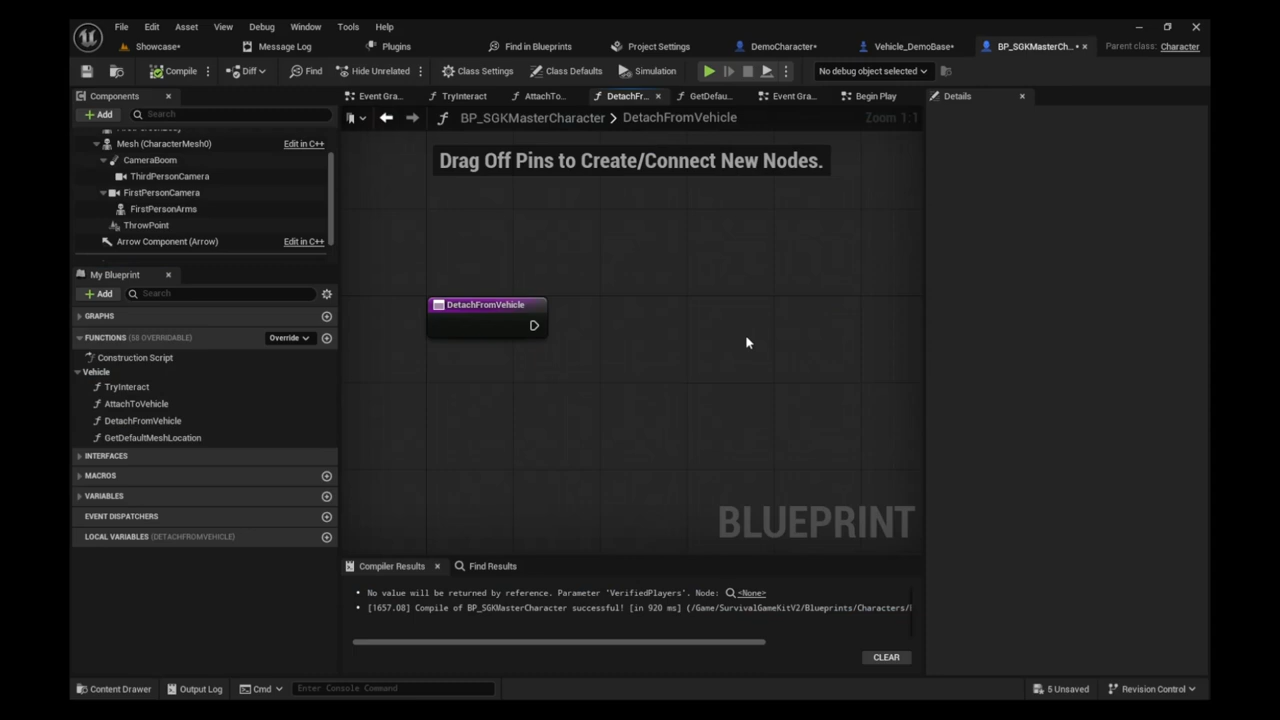 File Edit Asset View Debug Window Tools Help
Showcase* Message Log Plugins Find in Blueprints Project Settings DemoCharacter* Vehicle_DemoBase* BP_SGKMasterCh... * Parent class: Character
Compile Diff Find Hide Unrelated Class Settings Class Defaults Simulation No debug object selected
Components Event Gra... TryInteract AttachTo... DetachFr... GetDefau... Event Gra... Begin Play Details
+ Add Search
BP_SGKMasterCharacter > DetachFromVehicle Zoom 1:1
Drag Off Pins to Create/Connect New Nodes.
Mesh (CharacterMesh0) Edit in C++
CameraBoom
ThirdPersonCamera
FirstPersonCamera
FirstPersonArms
ThrowPoint
Arrow Component (Arrow) Edit in C++
My Blueprint
+ Add Search
GRAPHS
FUNCTIONS (58 OVERRIDABLE) Override
Construction Script
Vehicle
TryInteract
AttachToVehicle
DetachFromVehicle
GetDefaultMeshLocation
INTERFACES
MACROS
VARIABLES
EVENT DISPATCHERS
LOCAL VARIABLES (DETACHFROMVEHICLE)
DetachFromVehicle
BLUEPRINT
Compiler Results Find Results
• No value will be returned by reference. Parameter 'VerifiedPlayers'. Node: <None>
• [1657.08] Compile of BP_SGKMasterCharacter successful! [in 920 ms] (/Game/SurvivalGameKitV2/Blueprints/Characters/
CLEAR
Content Drawer Output Log Cmd Enter Console Command 5 Unsaved Revision Control